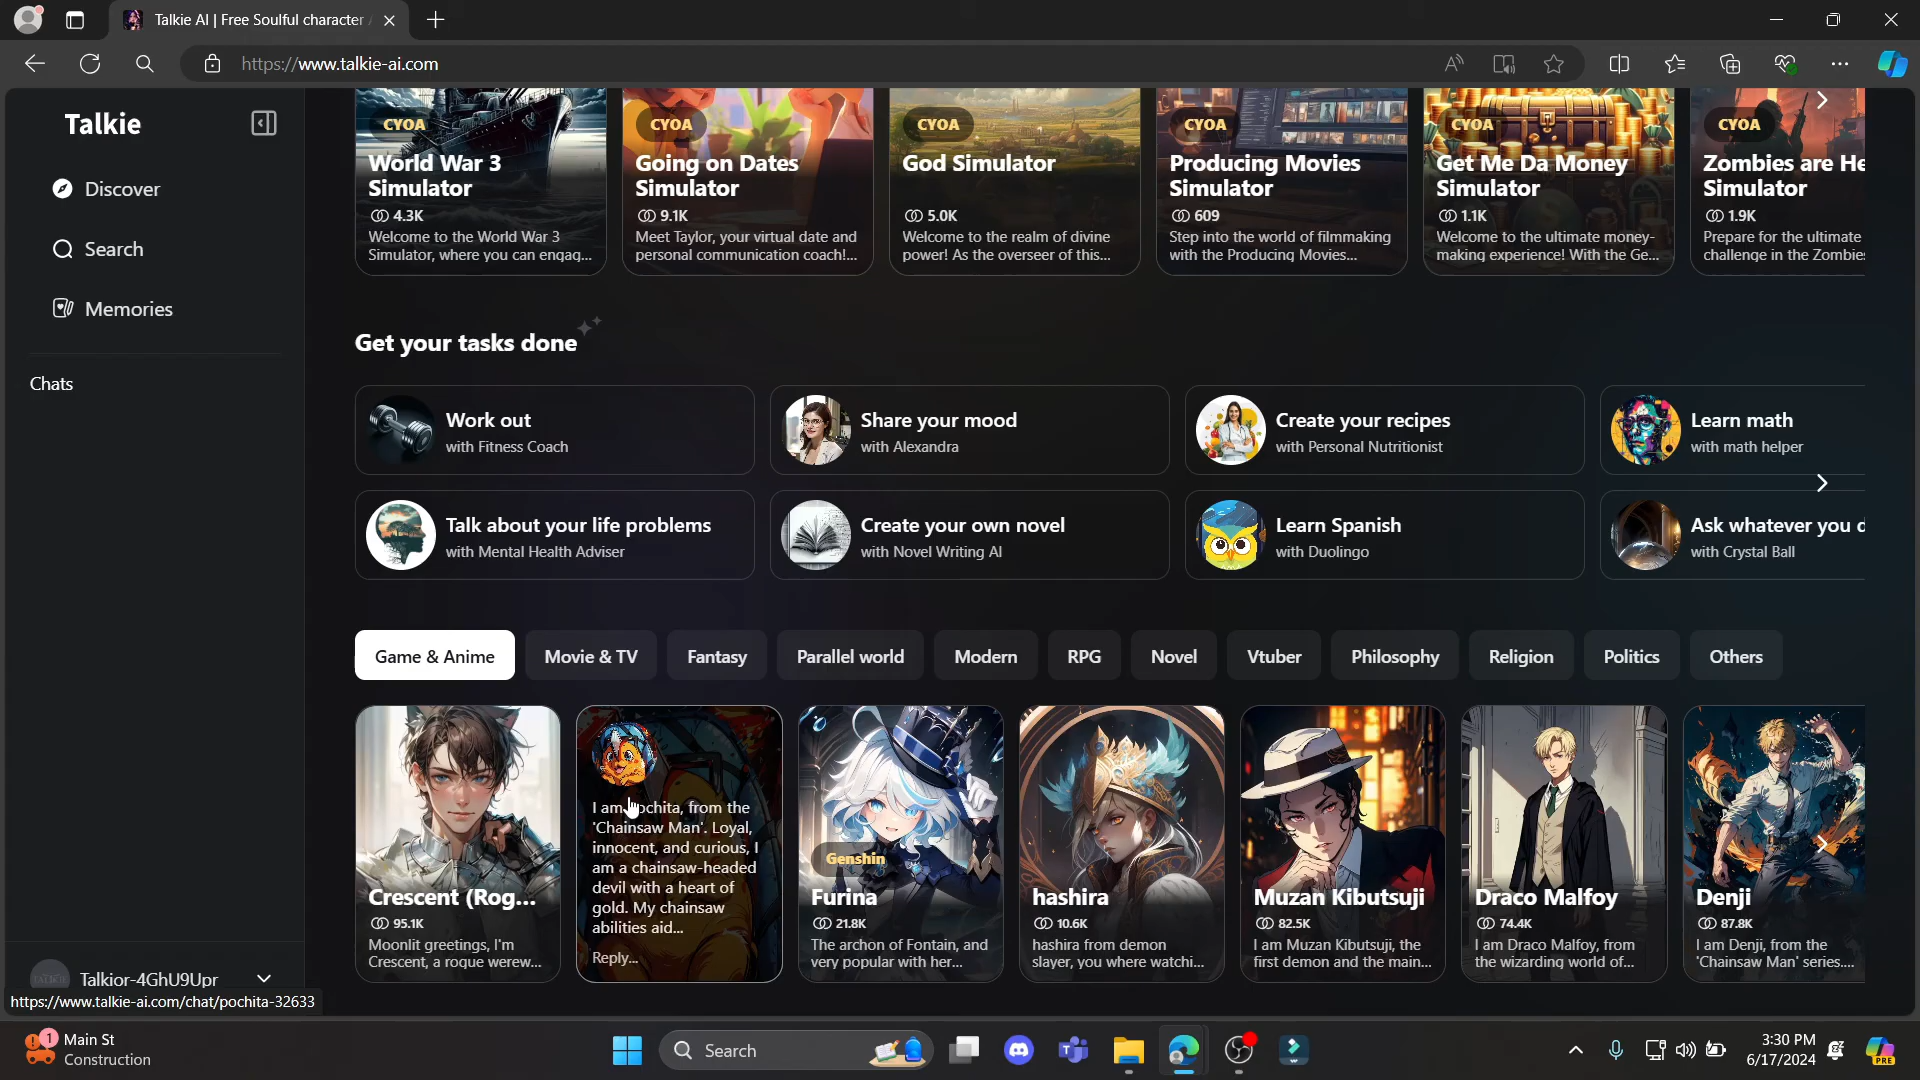 Talkie AI | Free Soulful character
https://www.talkie-ai.com
Talkie
Discover
Search
Memories
Chats
CYOA
World War 3
Simulator
4.3K
Welcome to the World War 3
Simulator, where you can engag...
CYOA
Going on Dates
Simulator
9.1K
Meet Taylor, your virtual date and
personal communication coach!...
CYOA
God Simulator
5.0K
Welcome to the realm of divine
power! As the overseer of this...
CYOA
Producing Movies
Simulator
609
Step into the world of filmmaking
with the Producing Movies...
CYOA
Get Me Da Money
Simulator
1.1K
Welcome to the ultimate money-
making experience! With the Ge...
CYOA
Zombies are He
Simulator
1.9K
Prepare for the ultimate
challenge in the Zombies
Get your tasks done
Work out
with Fitness Coach
Share your mood
with Alexandra
Create your recipes
with Personal Nutritionist
Learn math
with math helper
Talk about your life problems
with Mental Health Adviser
Create your own novel
with Novel Writing AI
Learn Spanish
with Duolingo
Ask whatever you d
with Crystal Ball
Game & Anime
Movie & TV
Fantasy
Parallel world
Modern
RPG
Novel
Vtuber
Philosophy
Religion
Politics
Others
Crescent (Rog...
95.1K
Moonlit greetings, I'm
Crescent, a rogue werew...
I am Pochita, from the
'Chainsaw Man'. Loyal,
innocent, and curious, I
am a chainsaw-headed
devil with a heart of
gold. My chainsaw
abilities aid...
Reply...
Genshin
Furina
21.8K
The archon of Fontain, and
very popular with her...
hashira
10.6K
hashira from demon
slayer, you where watchi...
Muzan Kibutsuji
82.5K
I am Muzan Kibutsuji, the
first demon and the main...
Draco Malfoy
74.4K
I am Draco Malfoy, from
the wizarding world of...
Denji
87.8K
I am Denji, from the
'Chainsaw Man' series....
Talkior-4GhU9Upr
https://www.talkie-ai.com/chat/pochita-32633
1
Main St
Construction
Search
3:30 PM
6/17/2024
PRE